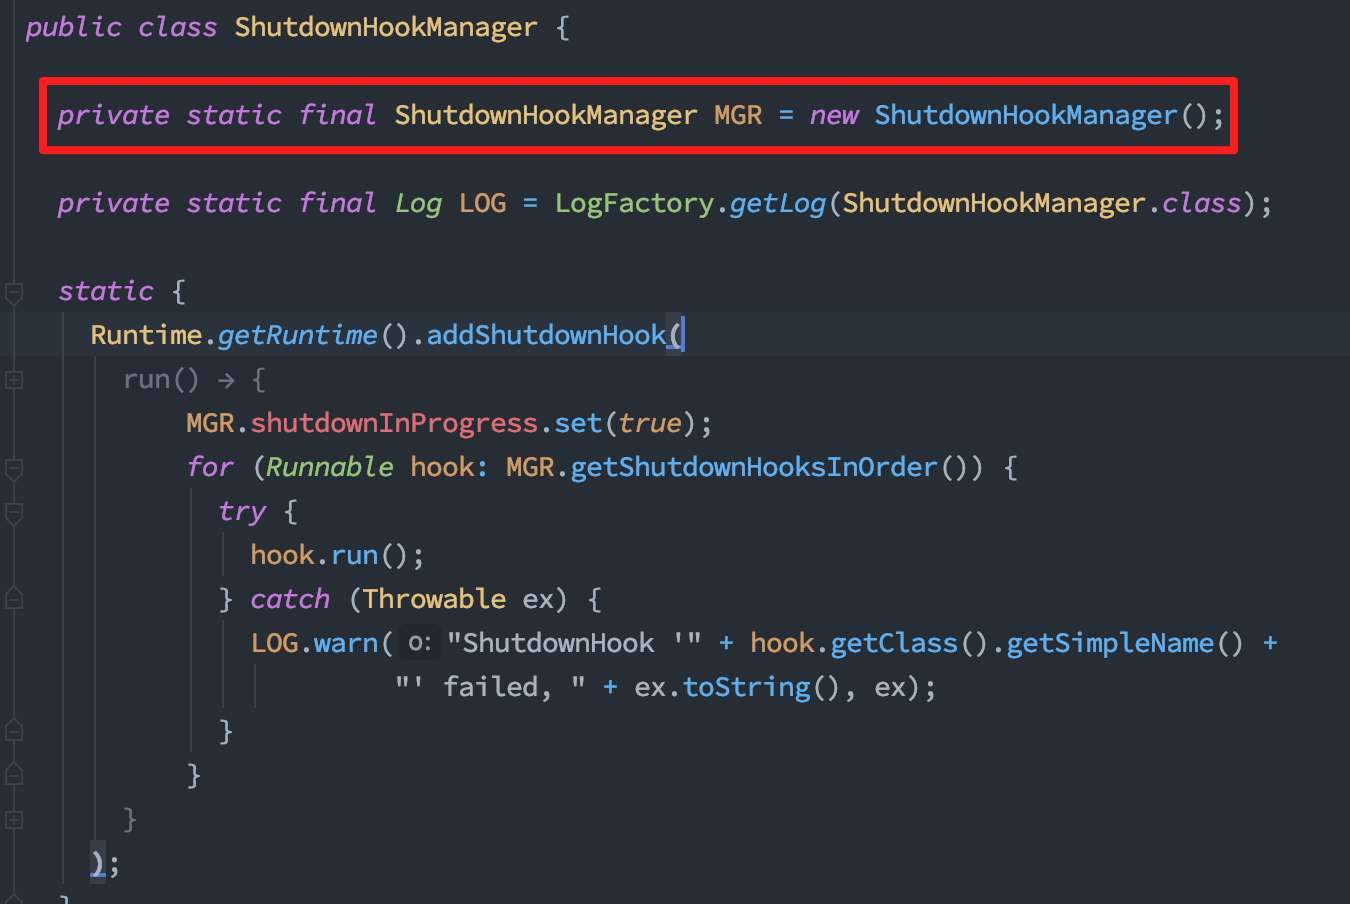 public class ShutdownHookManager {
private static final ShutdownHookManager MGR = new ShutdownHookManager();
private static final Log LOG = LogFactory.getLog(ShutdownHookManager.class);
static {
Runtime.getRuntime().addShutdownHook(
run() → {
MGR.shutdownInProgress.set(true);
for (Runnable hook: MGR.getShutdownHooksInOrder()) {
try {
hook.run();
} catch (Throwable ex) {
LOG.warn( o: "ShutdownHook '" + hook.getClass().getSimpleName() +
"' failed, " + ex.toString(), ex);
}
}
}
);
}